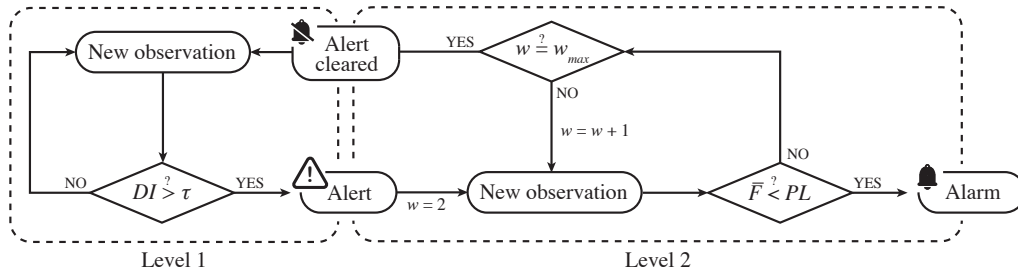 New observation
Alert
cleared
YES
w ≟ w_max
NO
w = w + 1
NO
DI >? τ
YES
Alert
w = 2
New observation
NO
F̅ <? PL
YES
Alarm
Level 1
Level 2